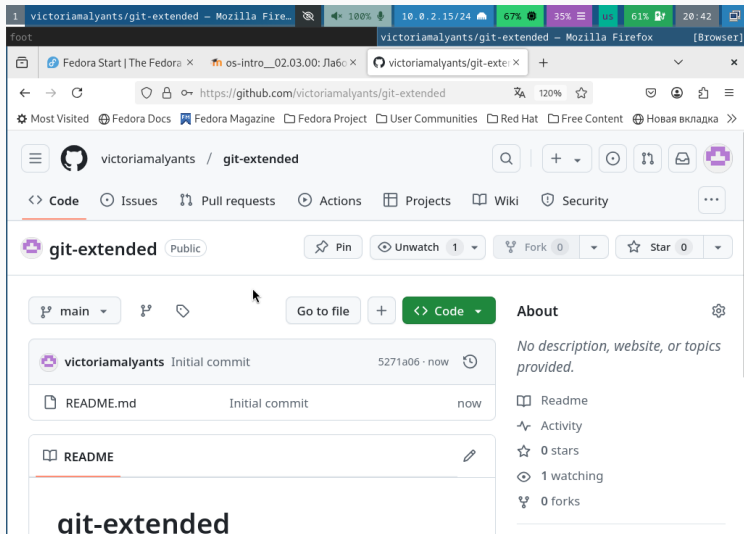 1 victoriamalyants/git-extended — Mozilla Fire… 100% 10.0.2.15/24 67% 35% us 61% 20:42
foot victoriamalyants/git-extended — Mozilla Firefox [Browser]
Fedora Start | The Fedora × os-intro__02.03.00: Лабо × victoriamalyants/git-exte × +
https://github.com/victoriamalyants/git-extended 120%
Most Visited Fedora Docs Fedora Magazine Fedora Project User Communities Red Hat Free Content Новая вкладка
victoriamalyants / git-extended
Code Issues Pull requests Actions Projects Wiki Security
git-extended Public Pin Unwatch 1 Fork 0 Star 0
main Go to file + Code
About
No description, website, or topics
provided.
victoriamalyants Initial commit 5271a06 · now
README.md Initial commit now
Readme
Activity
0 stars
1 watching
0 forks
README
git-extended